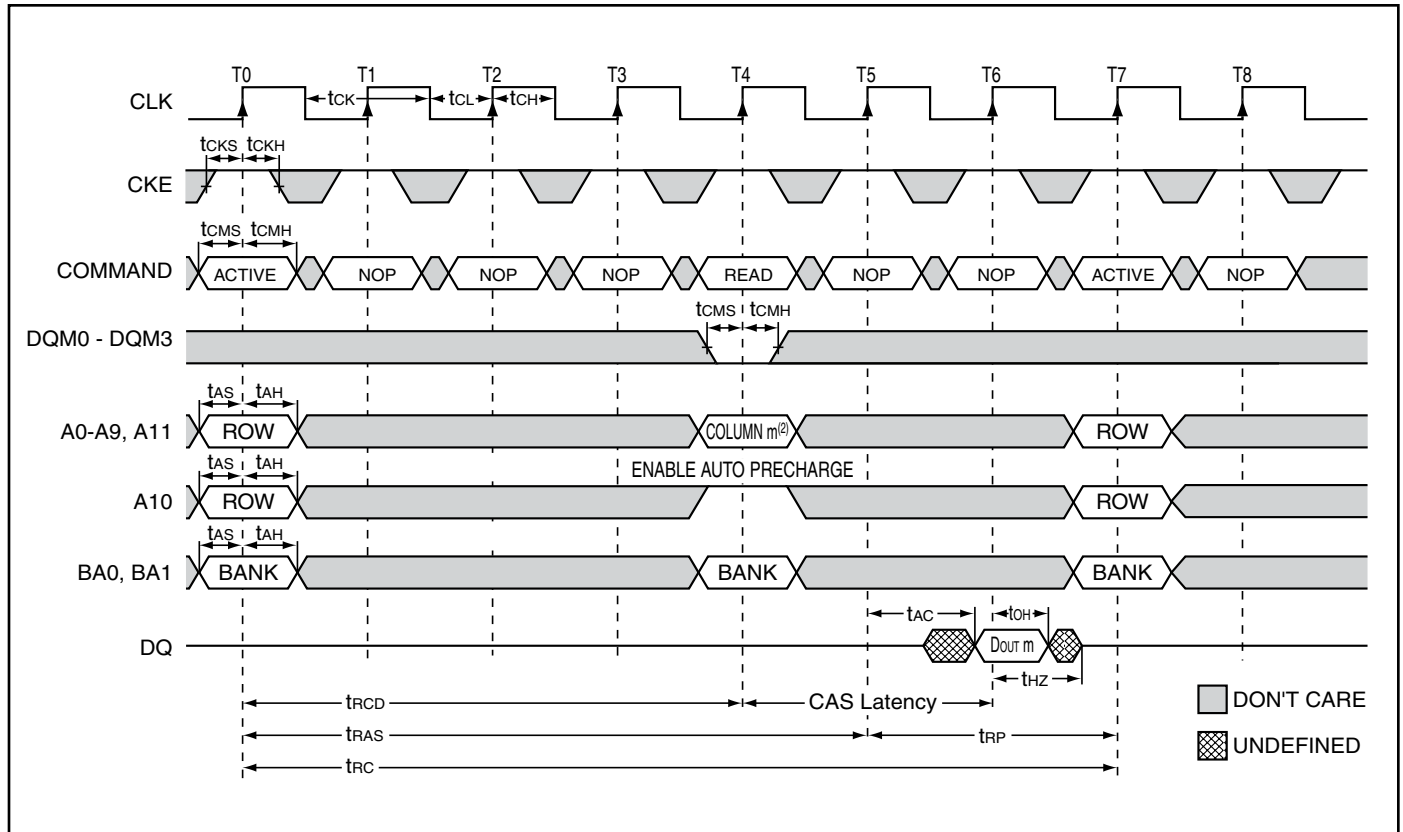 T0 T1 T2 T3 T4 T5 T6 T7 T8
CLK
tCK tCL tCH
tCKS tCKH
CKE
tCMS tCMH
COMMAND ACTIVE NOP NOP NOP READ NOP NOP ACTIVE NOP
tCMS tCMH
DQM0 - DQM3
tAS tAH
A0-A9, A11 ROW COLUMN m(2) ROW
ENABLE AUTO PRECHARGE
tAS tAH
A10 ROW ROW
tAS tAH
BA0, BA1 BANK BANK BANK
tAC tOH
DQ DOUT m
tHZ
tRCD CAS Latency
DON'T CARE
tRAS tRP
UNDEFINED
tRC